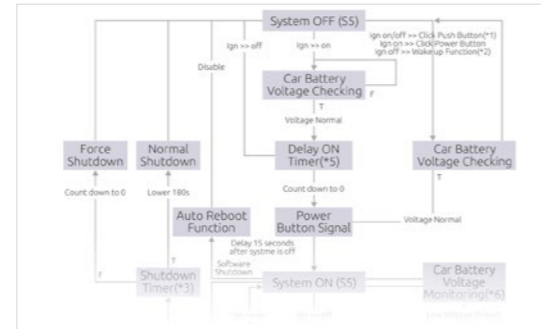 System OFF (S5)
Ign >> off
Ign >> on
Ign on/off >> Click Push Button(*1)
Ign on >> Click Power Button
Ign off >> Wake up Function(*2)
Disable
Car Battery
Voltage Checking
F
T
Voltage Normal
Force
Shutdown
Normal
Shutdown
Delay ON
Timer(*5)
Car Battery
Voltage Checking
T
Count down to 0
Lower 180s
Count down to 0
Auto Reboot
Function
Power
Button Signal
Voltage Normal
Delay 15 seconds
after systme is off
Software
Shutdown
F
T
Shutdown
Timer(*3)
System ON (S5)
Car Battery
Voltage
Monitoring(*6)